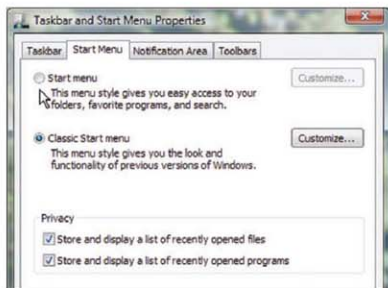 Taskbar and Start Menu Properties
Taskbar Start Menu Notification Area Toolbars
Start menu Customize...
This menu style gives you easy access to your
folders, favorite programs, and search.
Classic Start menu Customize...
This menu style gives you the look and
functionality of previous versions of Windows.
Privacy
Store and display a list of recently opened files
Store and display a list of recently opened programs